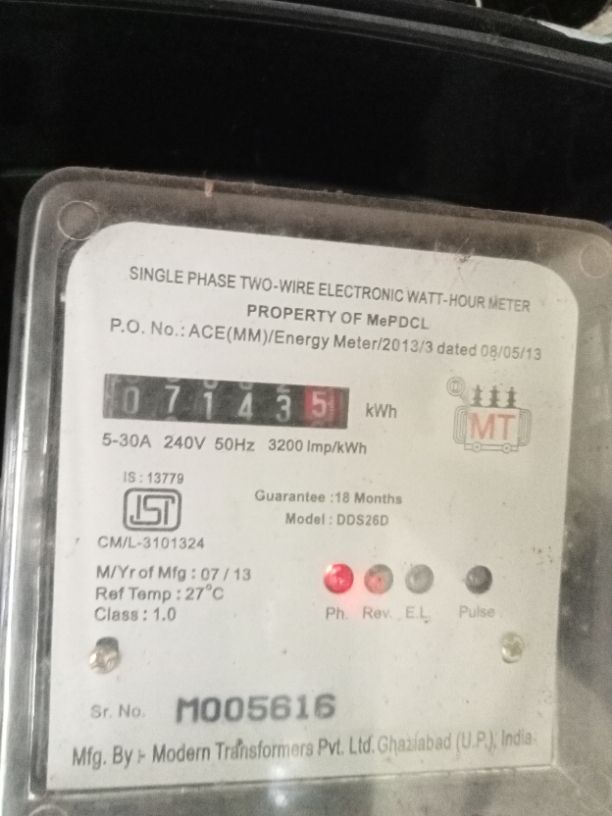 SINGLE PHASE TWO-WIRE ELECTRONIC WATT-HOUR METER
PROPERTY OF MePDCL
P.O. No.: ACE(MM)/Energy Meter/2013/3 dated 08/05/13
071435 kWh
MT
5-30A 240V 50Hz 3200 Imp/kWh
IS : 13779
ISI
CM/L-3101324
Guarantee :18 Months
Model : DDS26D
M/Yr of Mfg : 07 / 13
Ref Temp : 27°C
Class : 1.0
Ph. Rev. E.L. Pulse
Sr. No. M005616
Mfg. By :- Modern Transformers Pvt. Ltd. Ghaziabad (U.P.), India